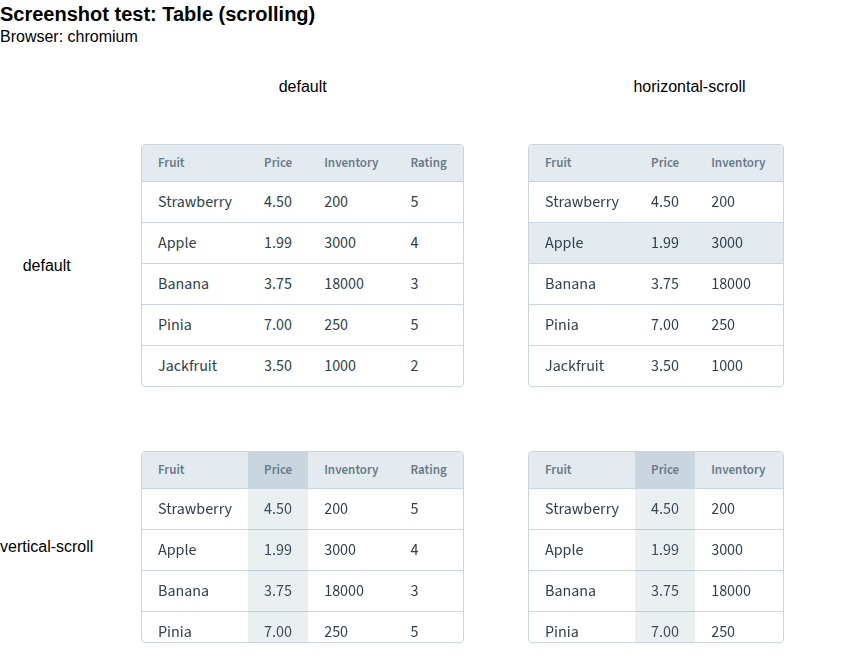 Screenshot test: Table (scrolling)
Browser: chromium
default horizontal-scroll
default
Fruit Price Inventory Rating
Strawberry 4.50 200 5
Apple 1.99 3000 4
Banana 3.75 18000 3
Pinia 7.00 250 5
Jackfruit 3.50 1000 2
Fruit Price Inventory
Strawberry 4.50 200
Apple 1.99 3000
Banana 3.75 18000
Pinia 7.00 250
Jackfruit 3.50 1000
vertical-scroll
Fruit Price Inventory Rating
Strawberry 4.50 200 5
Apple 1.99 3000 4
Banana 3.75 18000 3
Pinia 7.00 250 5
Fruit Price Inventory
Strawberry 4.50 200
Apple 1.99 3000
Banana 3.75 18000
Pinia 7.00 250